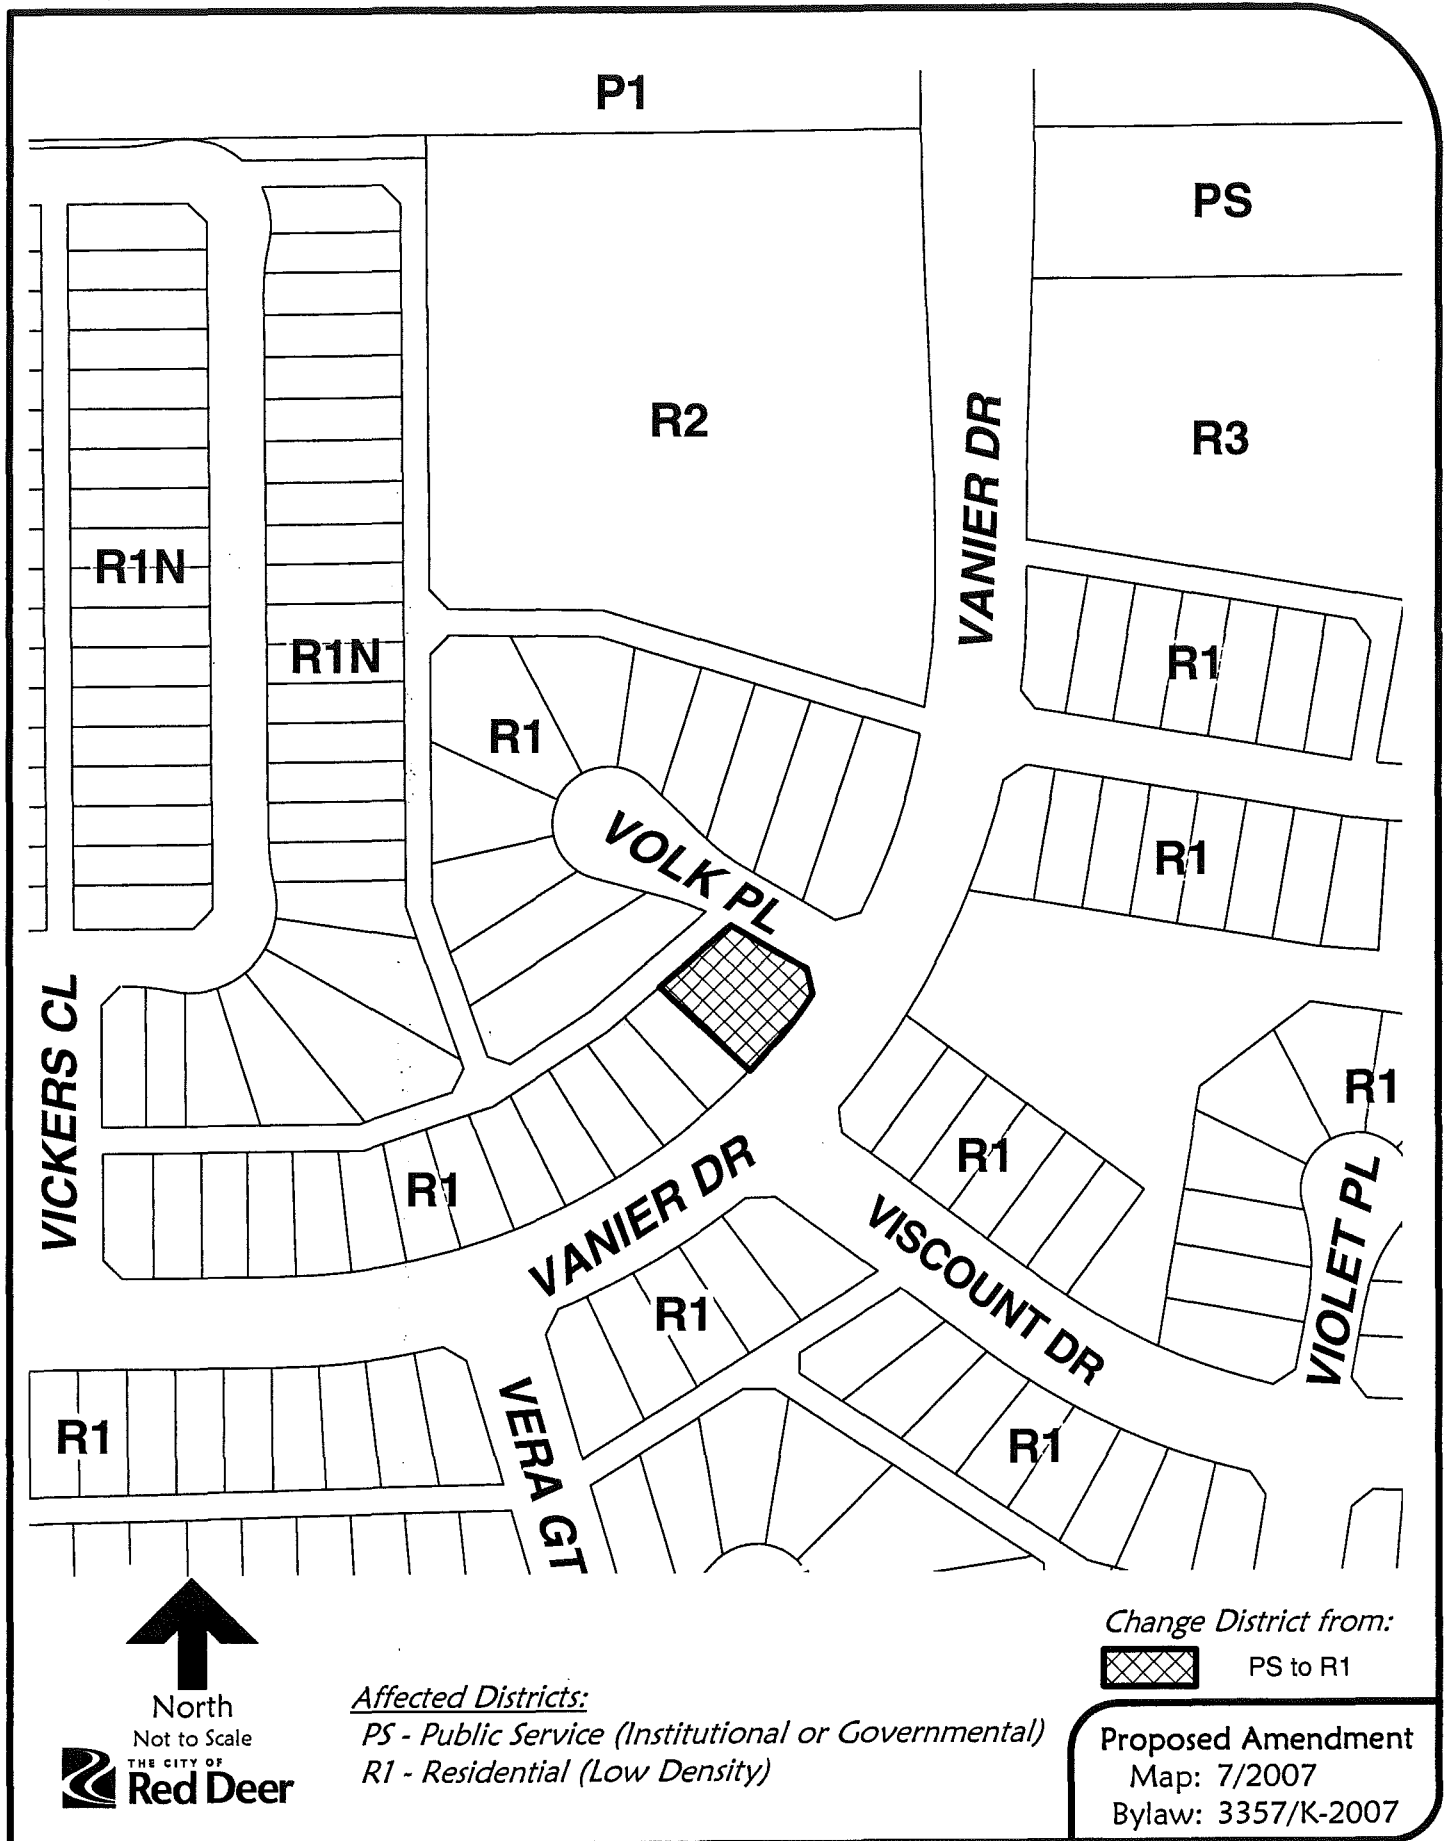 P1
PS
R2
R3
VANIER DR
R1N
R1N
R1
R1
VOLK PL
R1
VICKERS CL
R1
R1
R1
VANIER DR
VISCOUNT DR
VIOLET PL
R1
R1
VERA GT
R1
Change District from:
PS to R1
North
Not to Scale
THE CITY OF
Red Deer
Affected Districts:
PS - Public Service (Institutional or Governmental)
R1 - Residential (Low Density)
Proposed Amendment
Map: 7/2007
Bylaw: 3357/K-2007